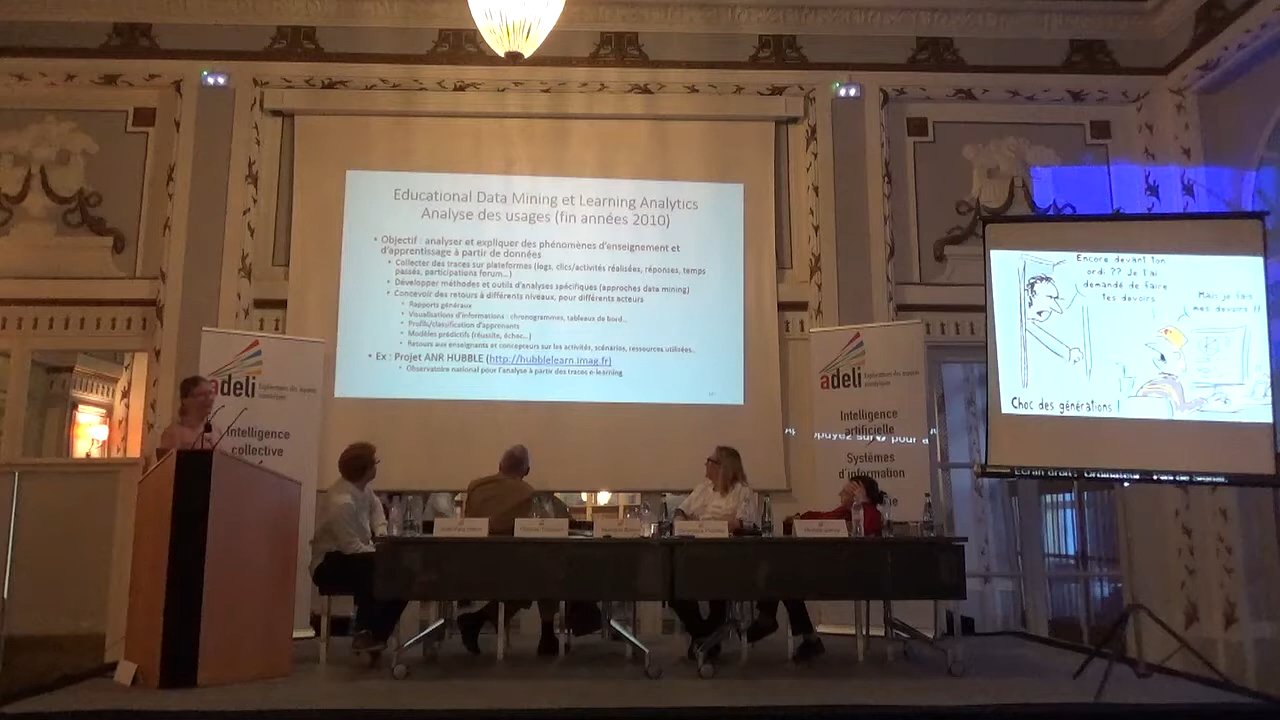 Educational Data Mining et Learning Analytics
Analyse des usages (fin années 2010)
• Objectif : analyser et expliquer des phénomènes d'enseignement et
d'apprentissage à partir de données
• Collecter des traces sur plateformes (logs, clics/activités réalisées, réponses, temps
passés, participations forum...)
• Développer méthodes et outils d'analyses spécifiques (approches data mining)
• Concevoir des retours à différents niveaux, pour différents acteurs
• Rapports généraux
• Visualisations d'informations : chronogrammes, tableaux de bord...
• Profils/classification d'apprenants
• Modèles prédictifs (réussite, échec...)
• Retours aux enseignants et concepteurs sur les activités, scénarios, ressources utilisées..
• Ex : Projet ANR HUBBLE (http://hubblelearn.imag.fr)
• Observatoire national pour l'analyse à partir des traces e-learning
Encore devant ton
ordi ?? Je t'ai
demandé de faire
tes devoirs
Mais je fais
mes devoirs !!
Choc des générations !
Ecran droit : Ordinateur - Pas de signal.
adeli
Intelligence
collective
adeli
Intelligence
artificielle
Systèmes
d'information